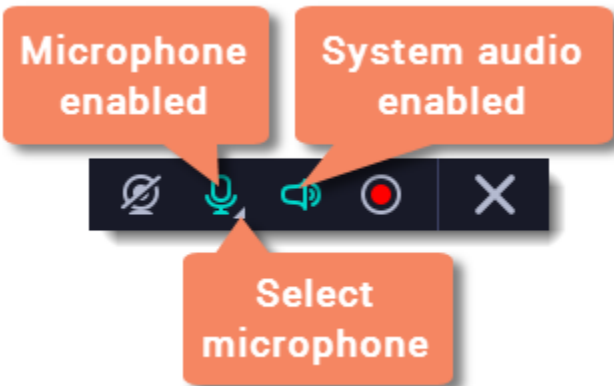 Microphone
enabled
System audio
enabled
Select
microphone